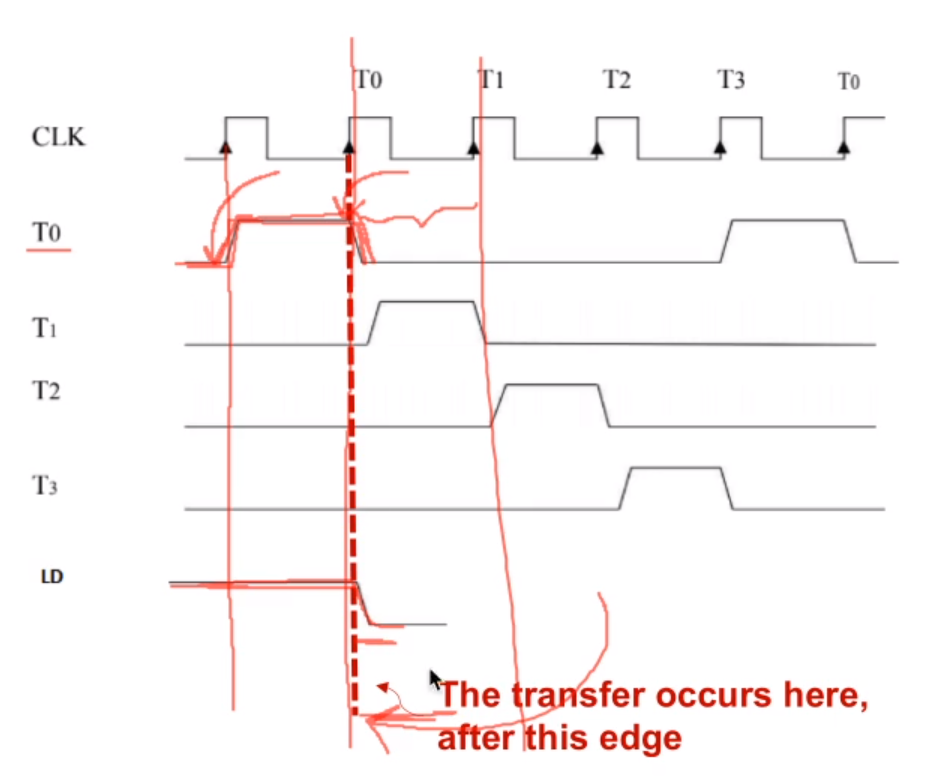 T0 T1 T2 T3 T0
CLK
T0
T1
T2
T3
LD
The transfer occurs here,
after this edge